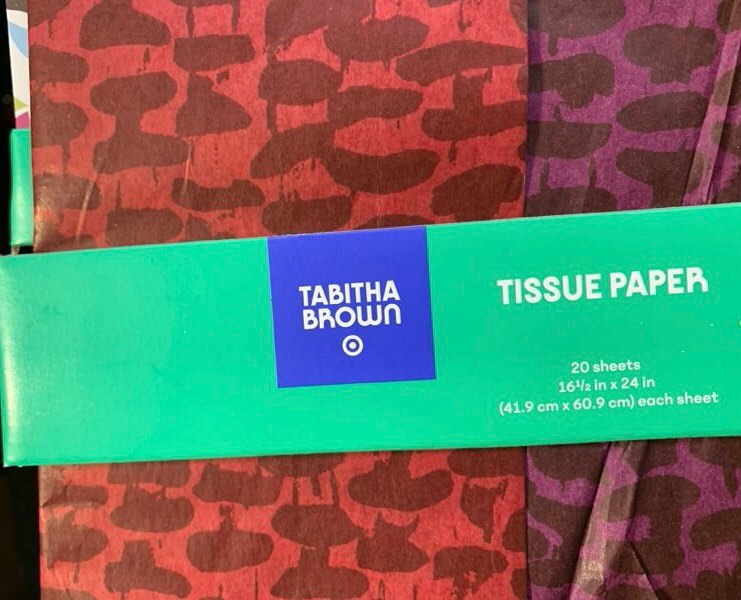 TABITHA
BROWN
TISSUE PAPER
20 sheets
16½ in x 24 in
(41.9 cm x 60.9 cm) each sheet